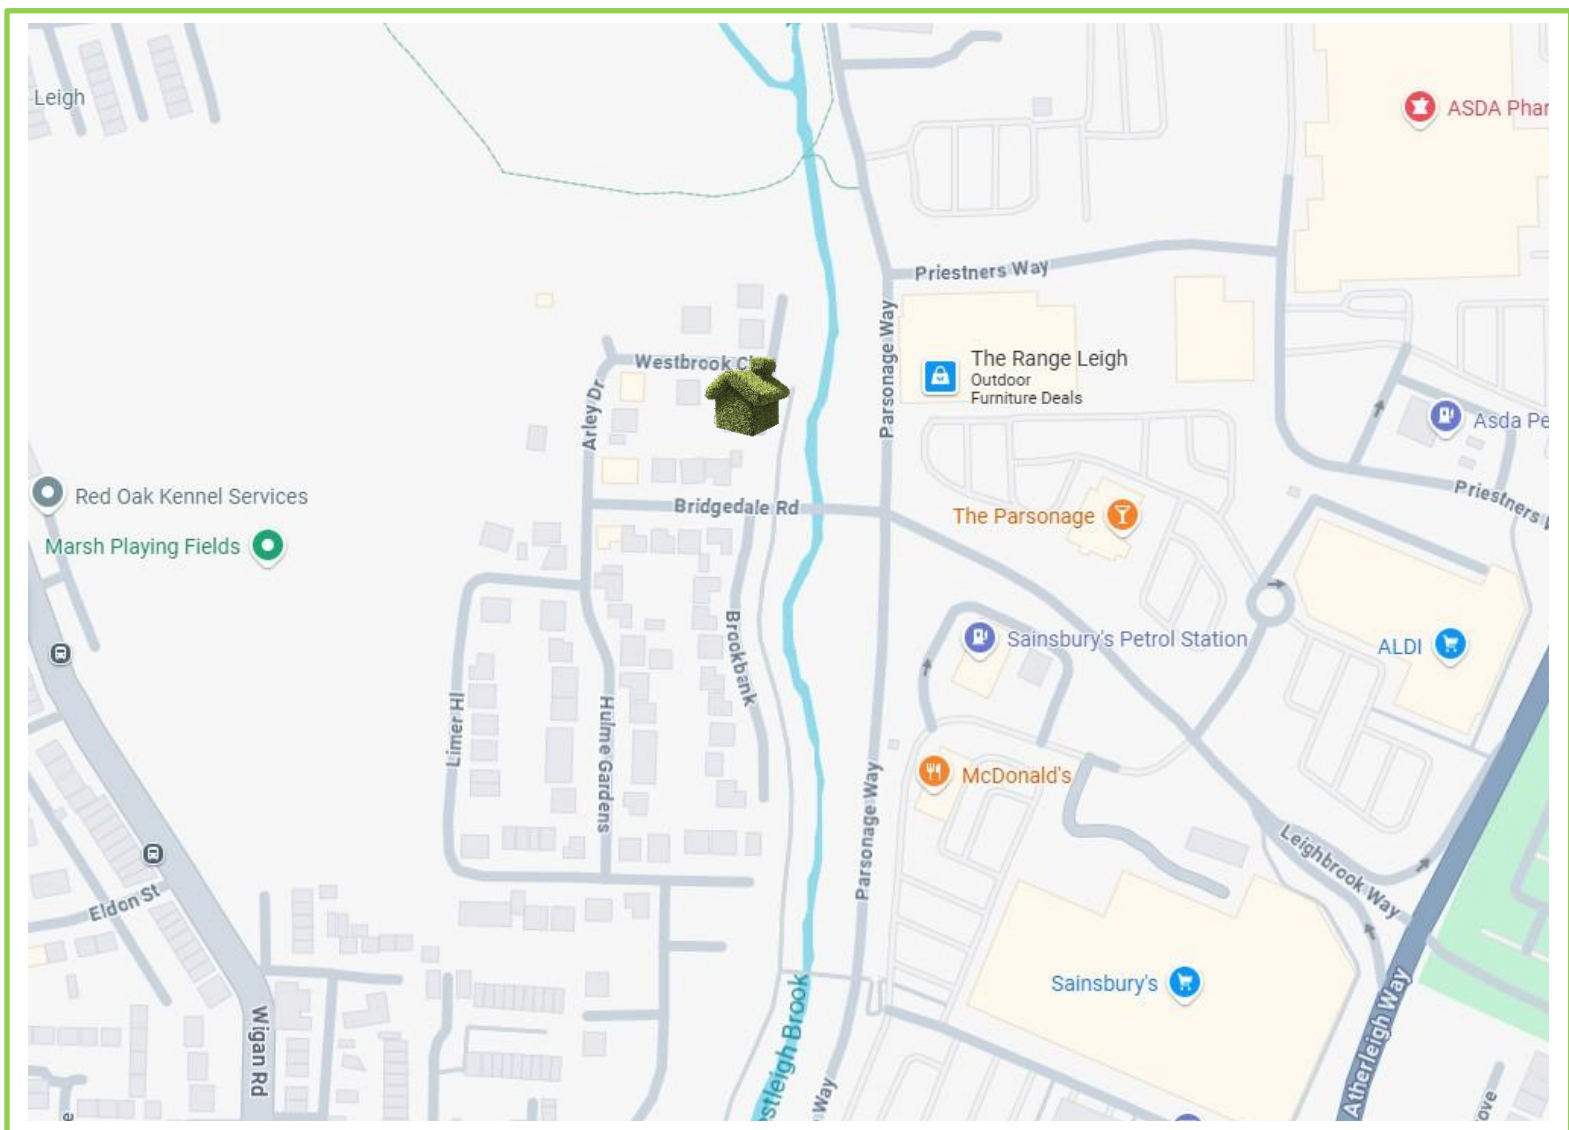 Leigh
ASDA Phar
Priestners Way
Parsonage Way
The Range Leigh
Outdoor
Furniture Deals
Westbrook Cl
Arley Dr
Asda Pe
Red Oak Kennel Services
Marsh Playing Fields
Bridgedale Rd
The Parsonage
Priestners W
Brookbank
Sainsbury's Petrol Station
ALDI
Limer Hl
Hulme Gardens
McDonald's
Parsonage Way
Leighbrook Way
Eldon St
Sainsbury's
Wigan Rd
stleigh Brook
Way
Atherleigh Way
ove
e